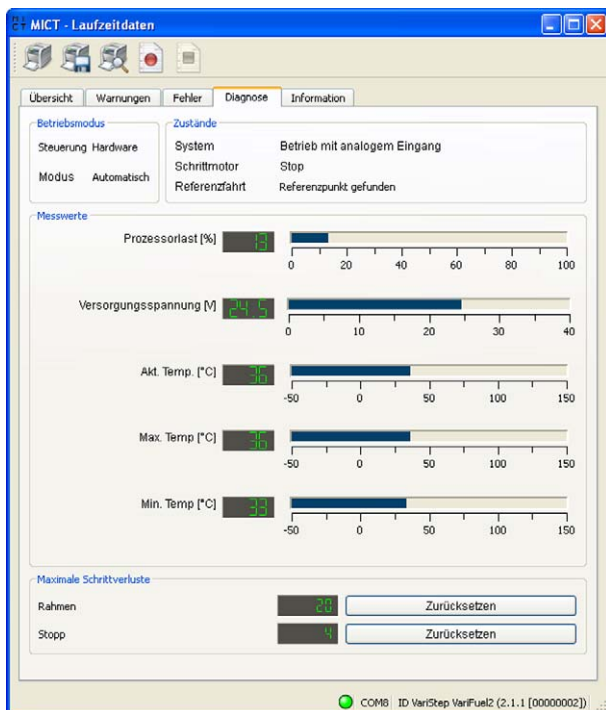 MICT - Laufzeitdaten
Übersicht Warnungen Fehler Diagnose Information
Betriebsmodus
Steuerung Hardware
Modus Automatisch
Zustände
System Betrieb mit analogem Eingang
Schrittmotor Stop
Referenzfahrt Referenzpunkt gefunden
Messwerte
Prozessorlast [%] 13
0 20 40 60 80 100
Versorgungsspannung [V] 24.5
0 10 20 30 40
Akt. Temp. [°C] 36
-50 0 50 100 150
Max. Temp [°C] 36
-50 0 50 100 150
Min. Temp [°C] 33
-50 0 50 100 150
Maximale Schrittverluste
Rahmen 20 Zurücksetzen
Stopp 4 Zurücksetzen
COM8 ID VariStep VariFuel2 (2.1.1 [00000002])